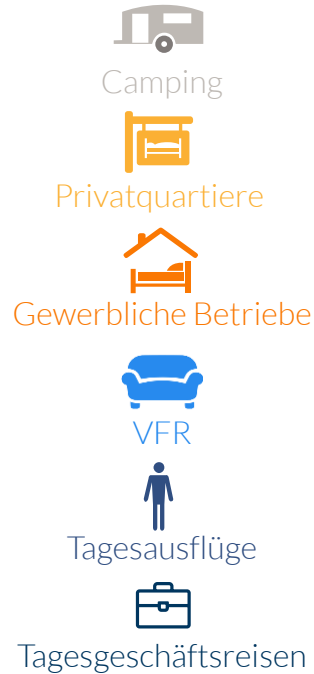 Camping
Privatquartiere
Gewerbliche Betriebe
VFR
Tagesausflüge
Tagesgeschäftsreisen